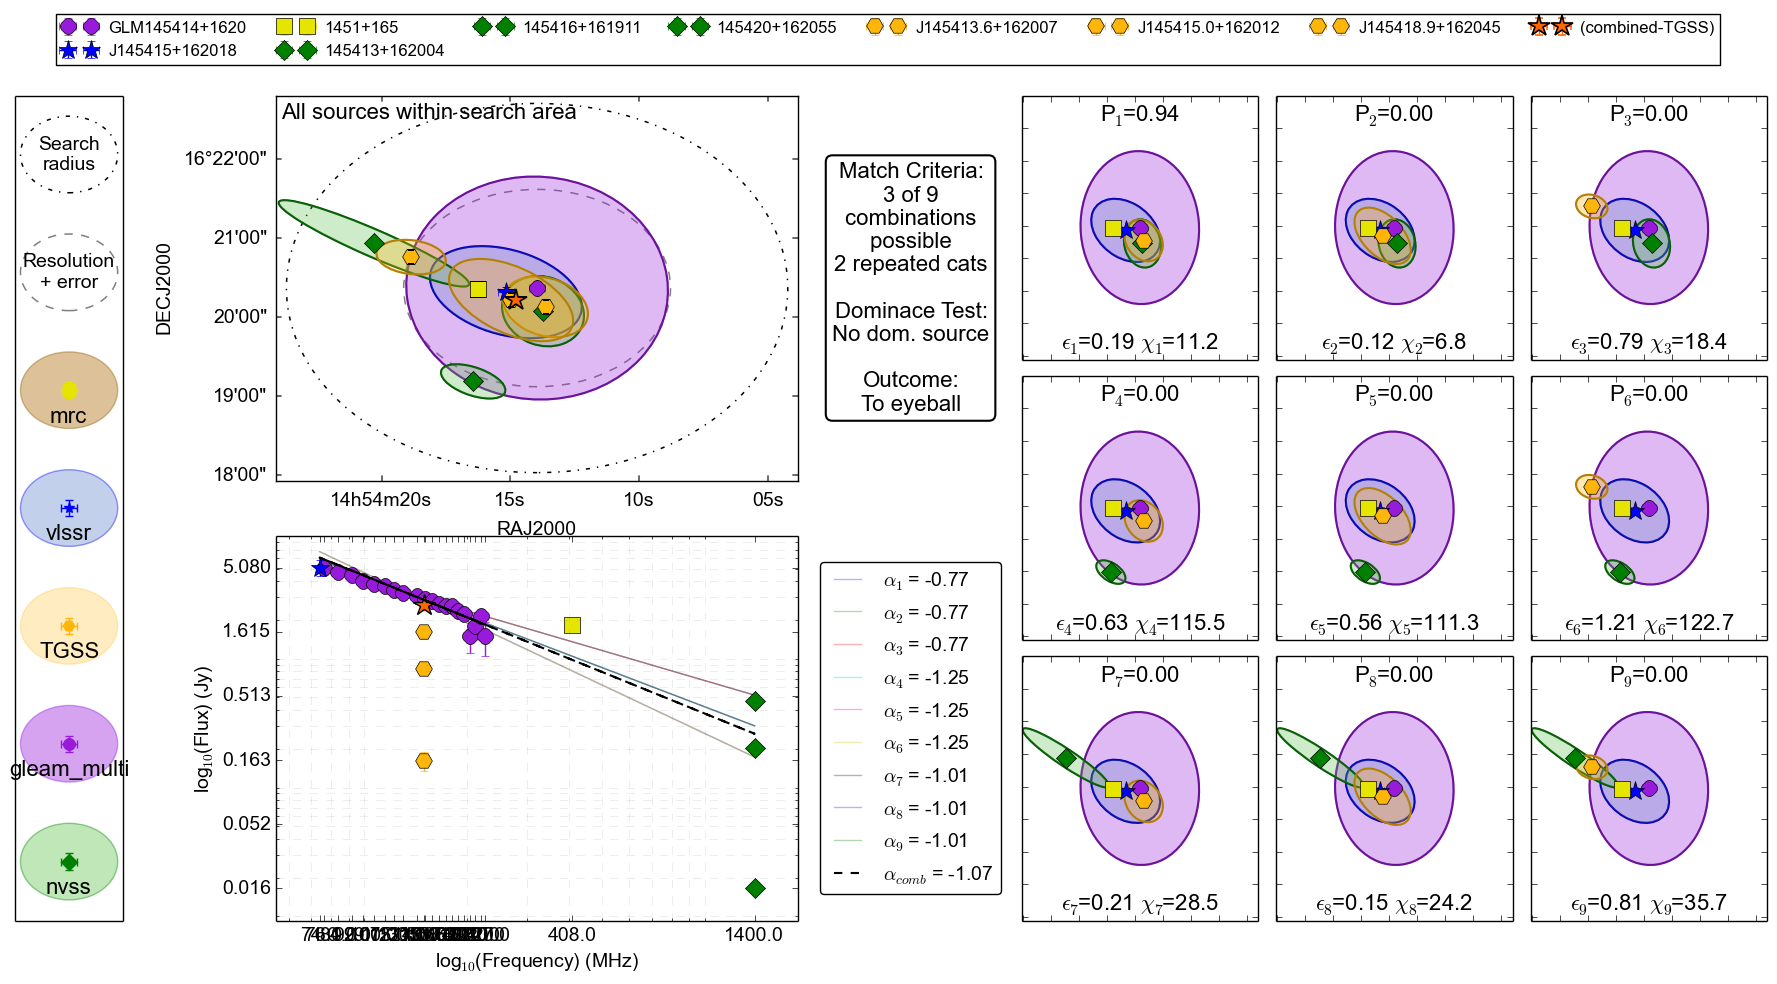 GLM145414+1620 1451+165 145416+161911 145420+162055 J145413.6+162007 J145415.0+162012 J145418.9+162045 (combined-TGSS)
J145415+162018 145413+162004
Search
radius
Resolution
+ error
mrc
vlssr
TGSS
gleam_multi
nvss
All sources within search area
DECJ2000
16°22'00"
21'00"
20'00"
19'00"
18'00"
14h54m20s 15s 10s 05s
RAJ2000
Match Criteria:
3 of 9
combinations
possible
2 repeated cats
Dominace Test:
No dom. source
Outcome:
To eyeball
log10(Flux) (Jy)
5.080
1.615
0.513
0.163
0.052
0.016
408.0 1400.0
log10(Frequency) (MHz)
α1 = -0.77
α2 = -0.77
α3 = -0.77
α4 = -1.25
α5 = -1.25
α6 = -1.25
α7 = -1.01
α8 = -1.01
α9 = -1.01
αcomb = -1.07
P1=0.94 P2=0.00 P3=0.00
ϵ1=0.19 χ1=11.2 ϵ2=0.12 χ2=6.8 ϵ3=0.79 χ3=18.4
P4=0.00 P5=0.00 P6=0.00
ϵ4=0.63 χ4=115.5 ϵ5=0.56 χ5=111.3 ϵ6=1.21 χ6=122.7
P7=0.00 P8=0.00 P9=0.00
ϵ7=0.21 χ7=28.5 ϵ8=0.15 χ8=24.2 ϵ9=0.81 χ9=35.7